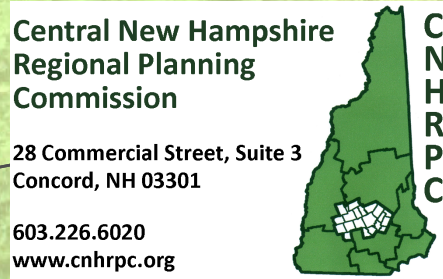 Central New Hampshire
Regional Planning
Commission
28 Commercial Street, Suite 3
Concord, NH 03301
603.226.6020
www.cnhrpc.org
C
N
H
R
P
C